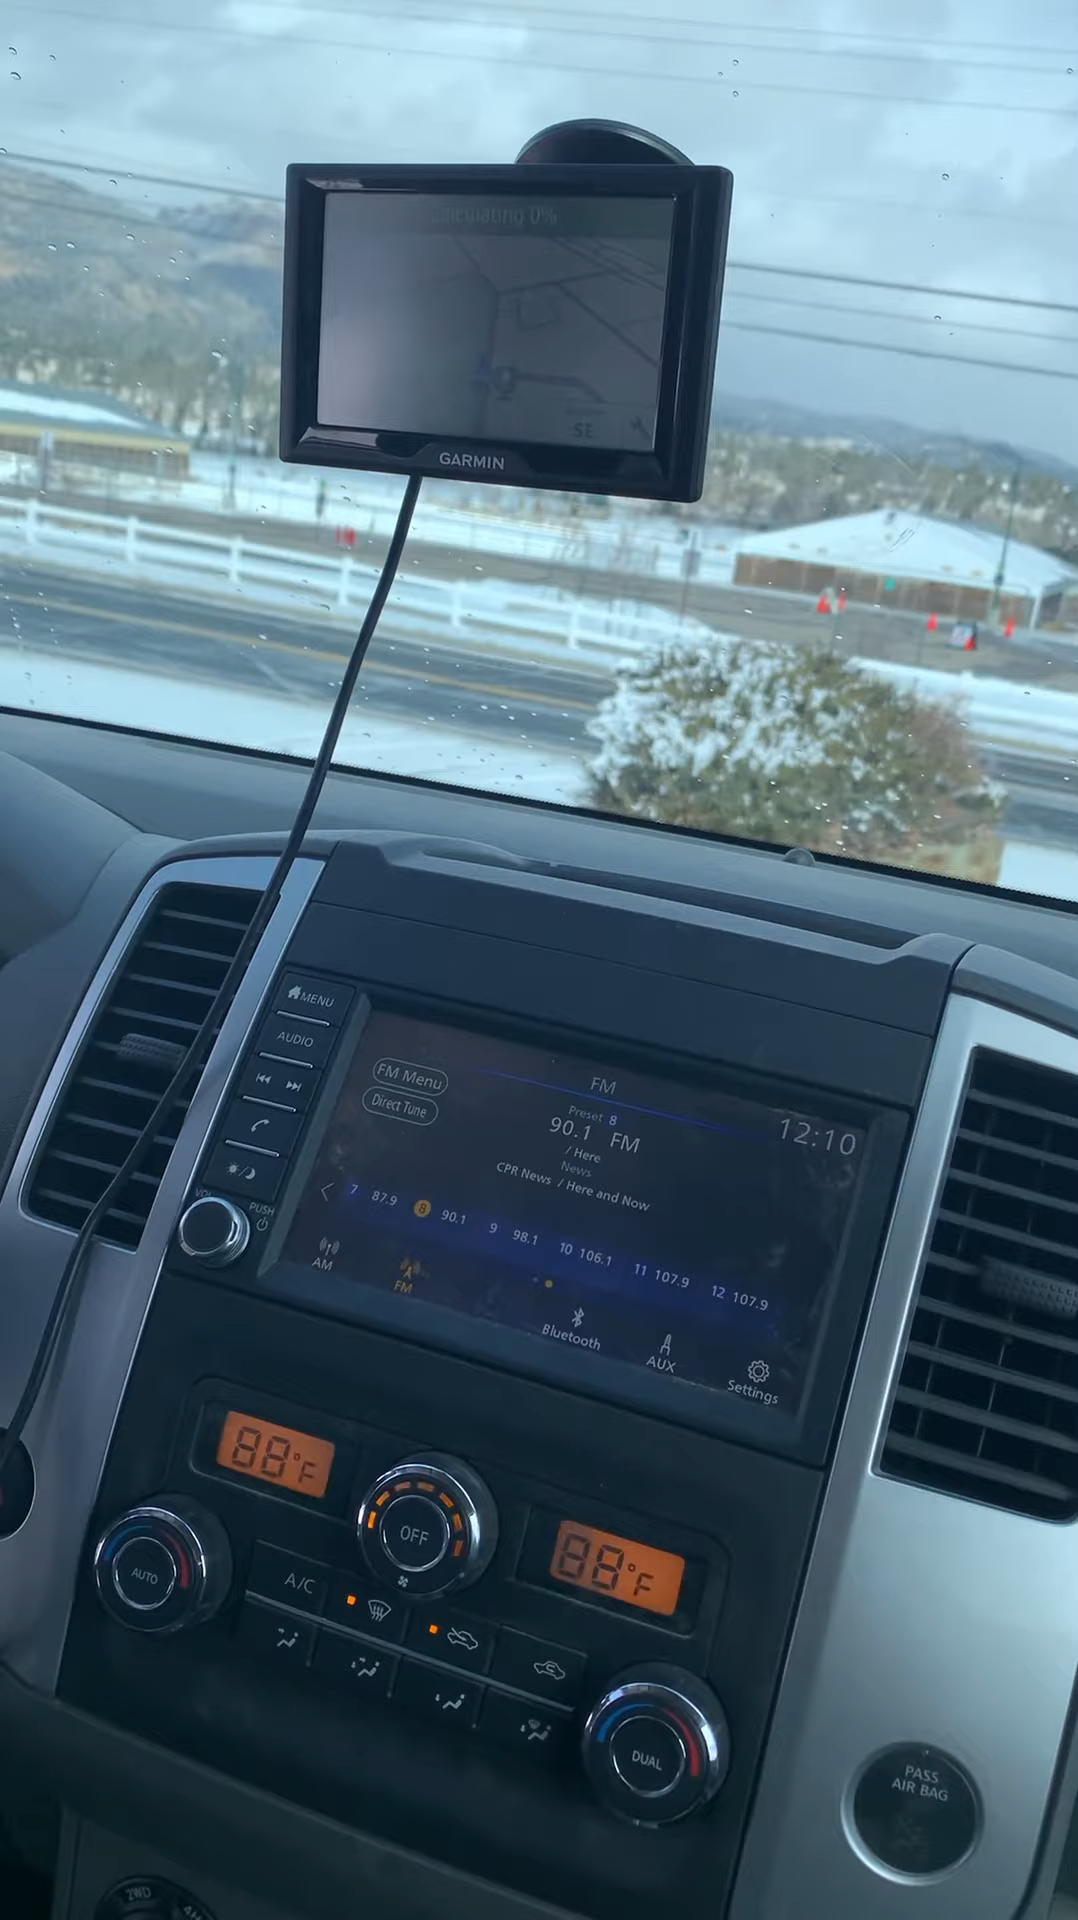 Calculating 0%
SE
GARMIN
MENU
AUDIO
VOL
PUSH
FM Menu
Direct Tune
FM
12:10
Preset 8
90.1 FM
/ Here
News
CPR News / Here and Now
7 87.9 8 90.1 9 98.1 10 106.1 11 107.9 12 107.9
AM
FM
Bluetooth
AUX
Settings
88°F
OFF
88°F
AUTO
A/C
DUAL
PASS
AIR BAG
2WD
4H